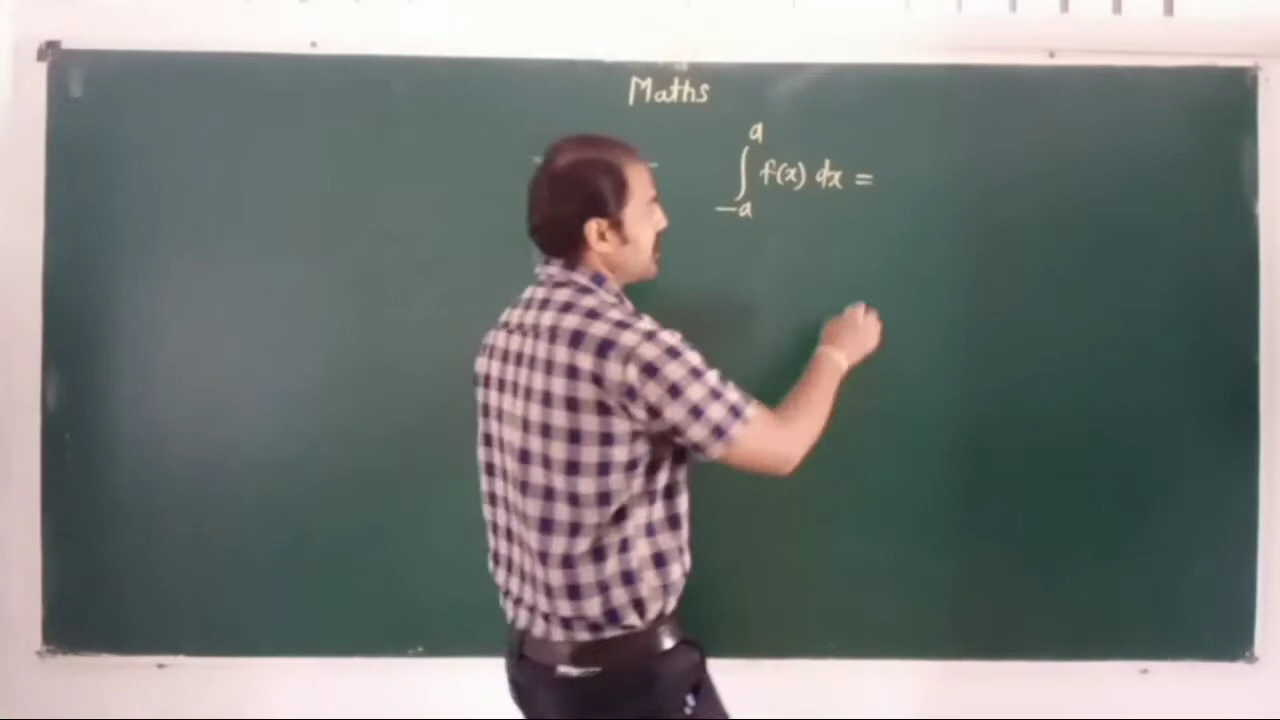 Maths
∫_{-a}^{a} f(x) dx =